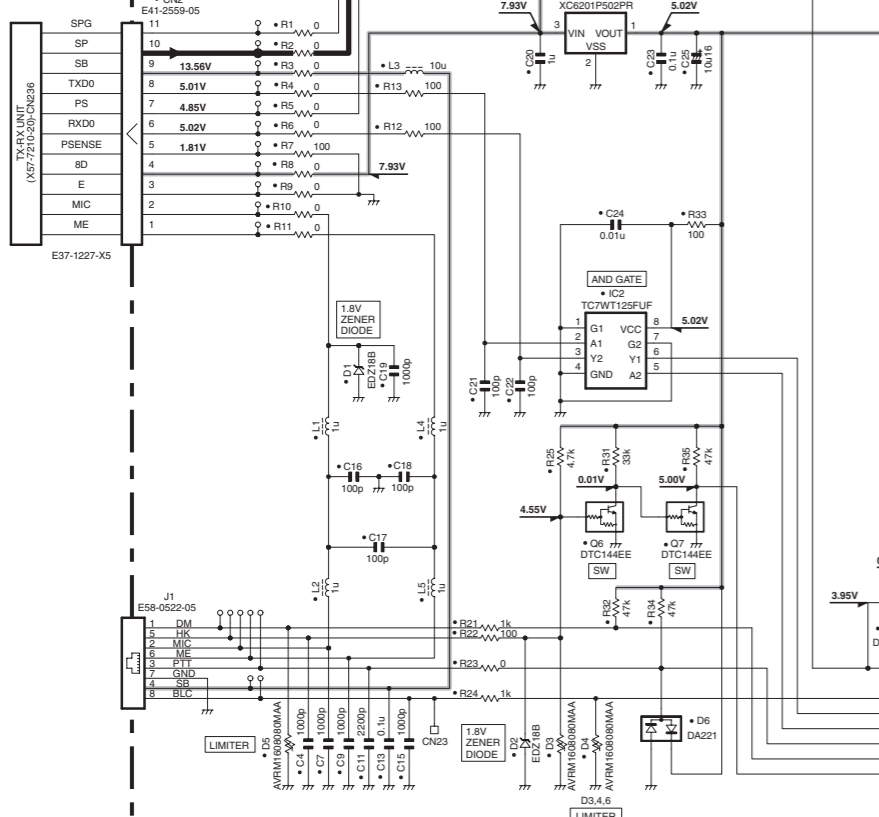 CN2
E41-2559-05
TX-RX UNIT
(X57-7210-20)-CN236
SPG 11 • R1 0
SP 10 • R2 0
SB 9 13.56V • R3 0 • L3 10u
TXD0 8 5.01V • R4 0 • R13 100
PS 7 4.85V • R5 0
RXD0 6 5.02V • R6 0 • R12 100
PSENSE 5 1.81V • R7 100
8D 4 • R8 0 7.93V
E 3 • R9 0
MIC 2 • R10 0
ME 1 • R11 0
E37-1227-X5
XC6201P502PR
7.93V 3 VIN VOUT 1 5.02V
VSS
2
• C20 1u
• C23 0.1u
• C25 10u16
• C24
0.01u
• R33
100
AND GATE
• IC2
TC7WT125FUF
1 G1 VCC 8 5.02V
2 A1 G2 7
3 Y2 Y1 6
4 GND A2 5
• C21 100p
• C22 100p
1.8V
ZENER
DIODE
• D1 EDZ18B
• C19 1000p
• L1 1u
• L4 1u
• C16
100p
• C18
100p
• C17
100p
• L2 1u
• L5 1u
• R25 4.7k
• R31 33k
• R35 47k
0.01V
5.00V
4.55V
• Q6
DTC144EE
SW
• Q7
DTC144EE
SW
• R32 47k
• R34 47k
3.95V
J1
E58-0522-05
1 DM
5 HK
2 MIC
6 ME
3 PTT
7 GND
4 SB
8 BLC
• R21 1k
• R22 100
• R23 0
• R24 1k
LIMITER
• D5 AVRM1608080MAA
• C4 1000p
• C7 1000p
• C9 1000p
• C11 2200p
• C13 0.1u
• C15 1000p
CN23
1.8V
ZENER
DIODE
• D2 EDZ18B
• D3 AVRM1608080MAA
• D4 AVRM1608080MAA
• D6
DA221
D3,4,6
LIMITER
D